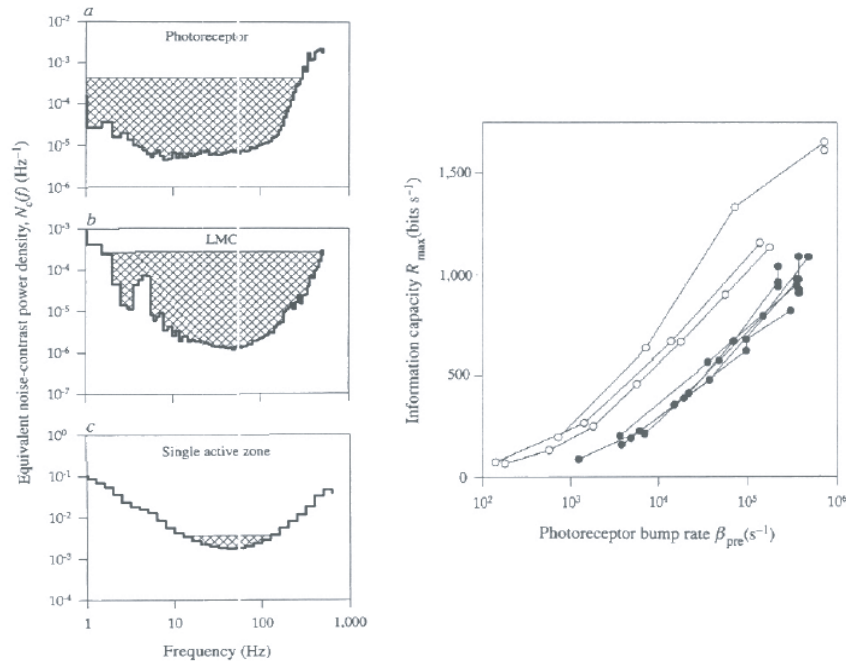 a
Photoreceptor
10⁻²
10⁻³
10⁻⁴
10⁻⁵
10⁻⁶
b
LMC
10⁻³
10⁻⁴
10⁻⁵
10⁻⁶
10⁻⁷
c
Single active zone
10⁰
10⁻¹
10⁻²
10⁻³
10⁻⁴
1 10 100 1,000
Frequency (Hz)
Equivalent noise-contrast power density, N_c(f) (Hz⁻¹)
Information capacity R_max(bits s⁻¹)
1,500
1,000
500
0
10² 10³ 10⁴ 10⁵ 10⁶
Photoreceptor bump rate β_pre(s⁻¹)